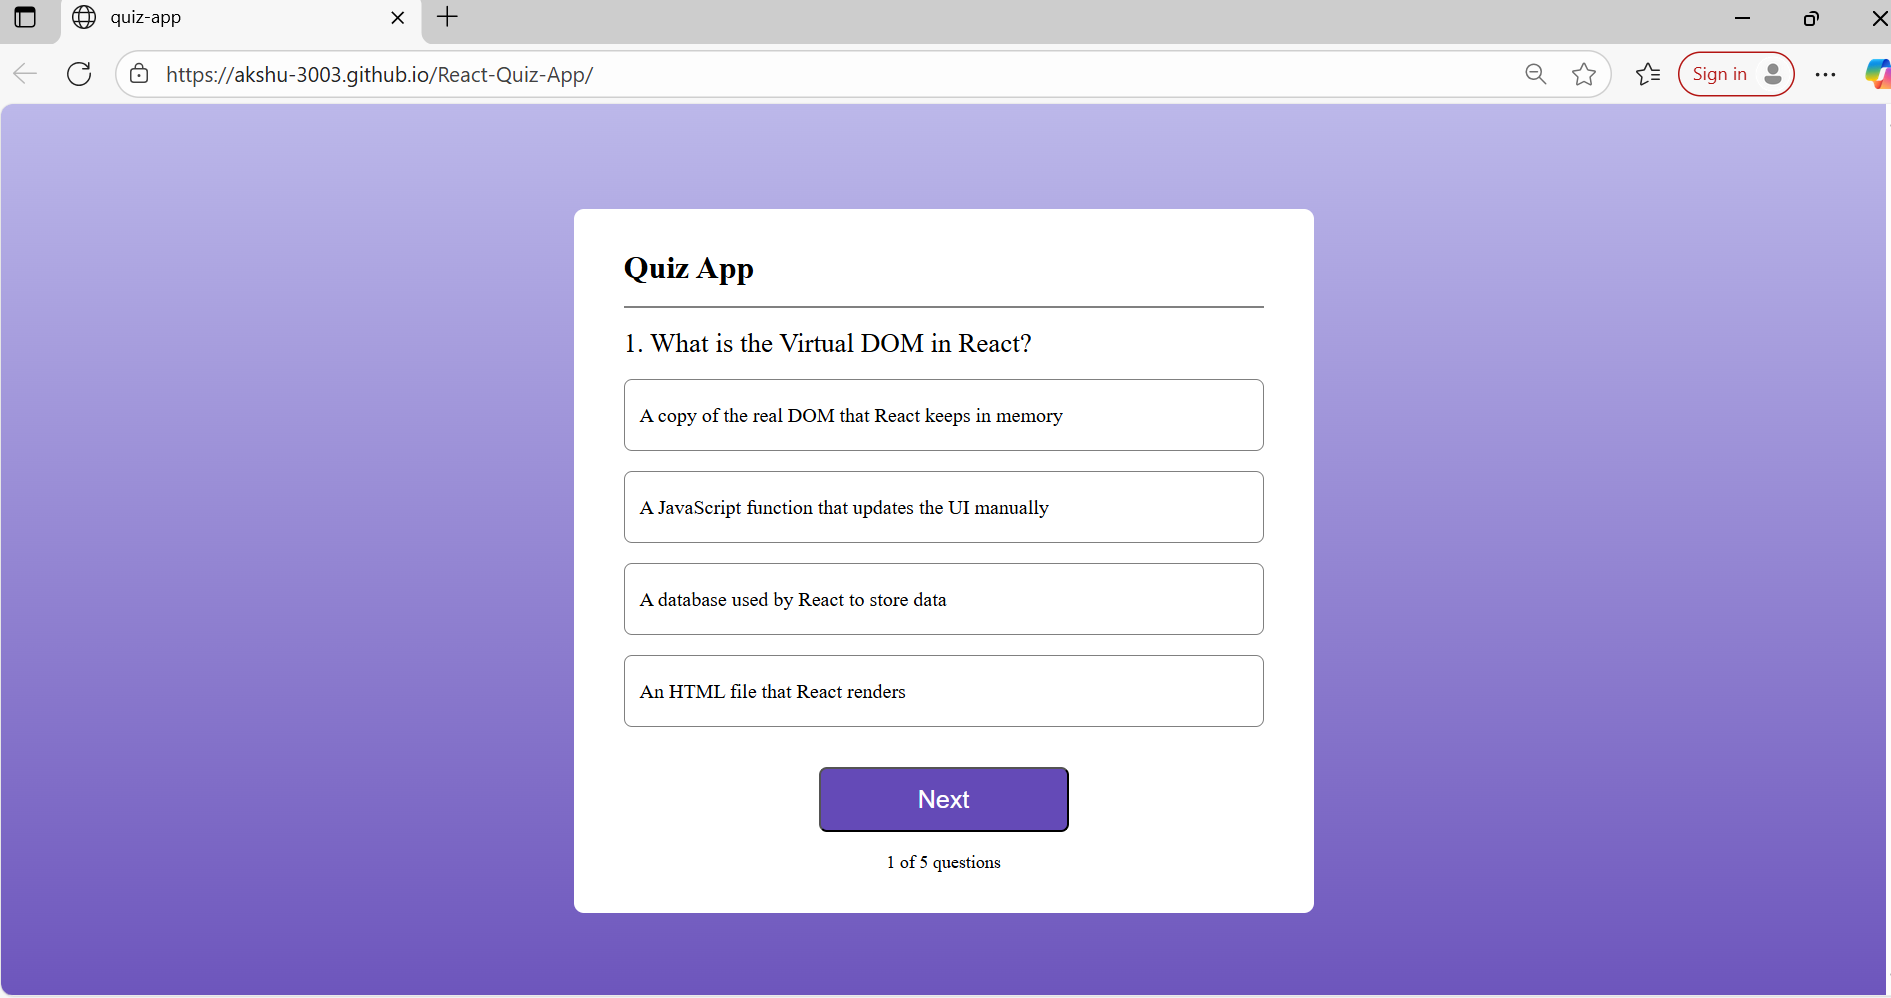 quiz-app
https://akshu-3003.github.io/React-Quiz-App/
Sign in
Quiz App
1. What is the Virtual DOM in React?
A copy of the real DOM that React keeps in memory
A JavaScript function that updates the UI manually
A database used by React to store data
An HTML file that React renders
Next
1 of 5 questions